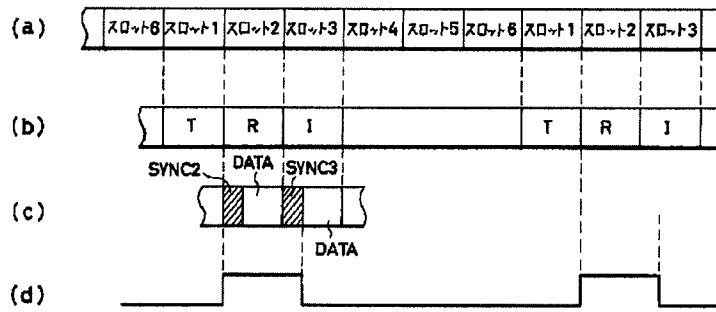 (a) スロット6 スロット1 スロット2 スロット3 スロット4 スロット5 スロット6 スロット1 スロット2 スロット3
(b) T R I T R I
SYNC2 DATA SYNC3
(c)
DATA
(d)